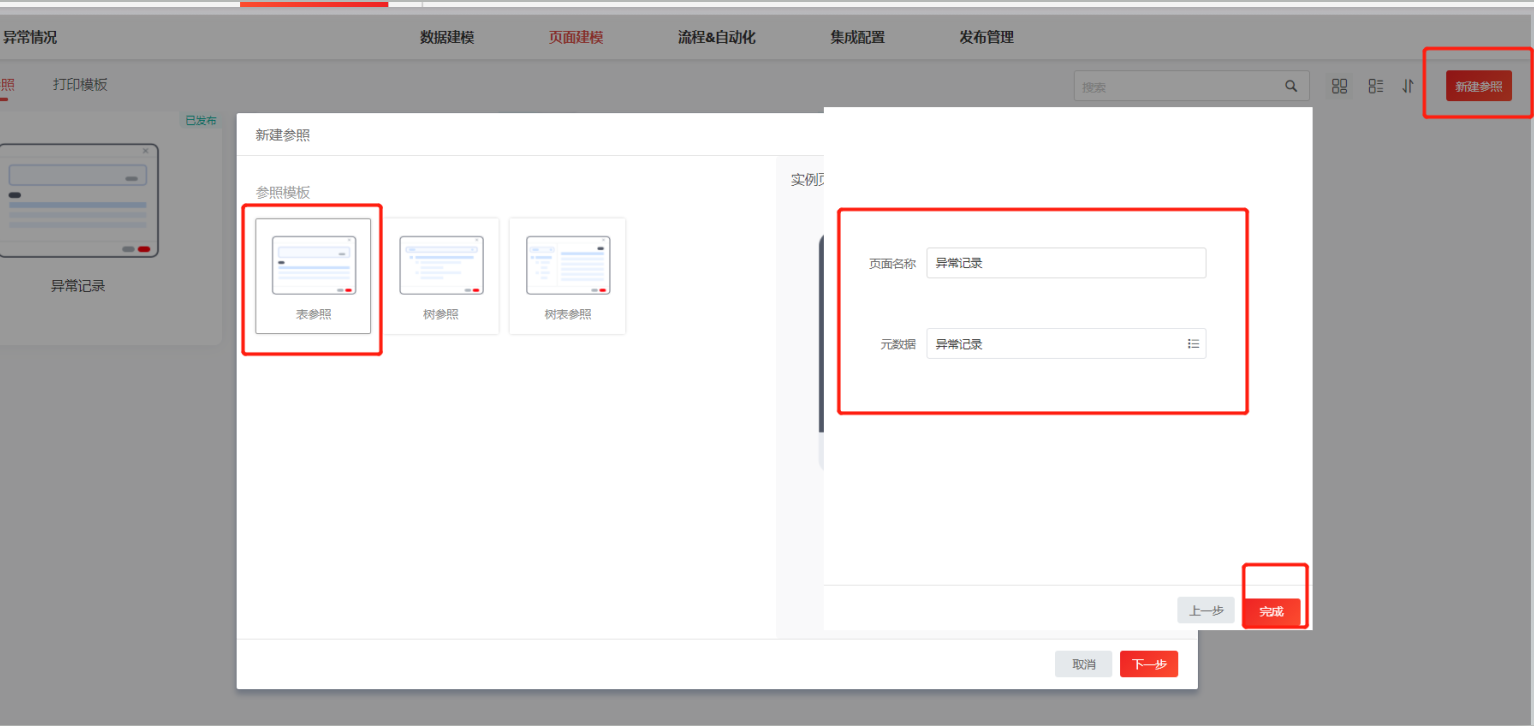 异常情况
数据建模
页面建模
流程&自动化
集成配置
发布管理
照
打印模板
搜索
新建参照
已发布
异常记录
新建参照
参照模板
表参照
树参照
树表参照
实例
页面名称
异常记录
元数据
异常记录
上一步
完成
取消
下一步